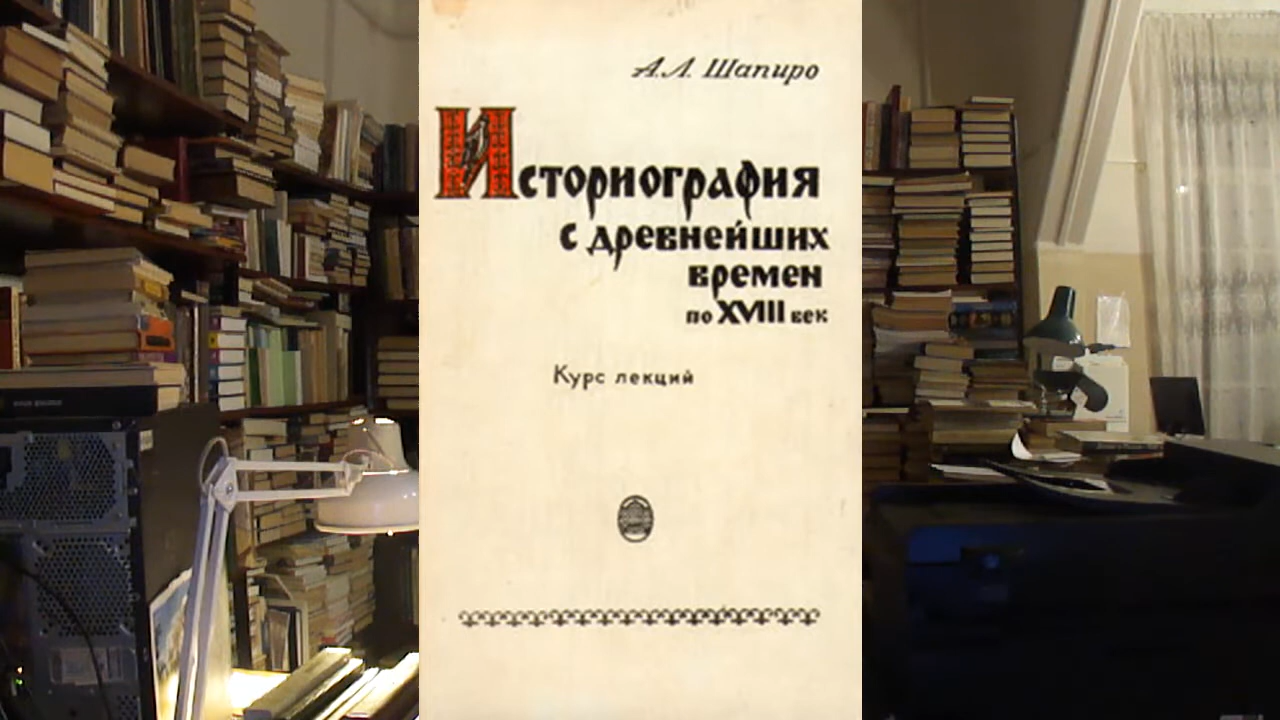 А.Л. Шапиро
Историография
с древнейших
времен
по XVIII век
Курс лекций